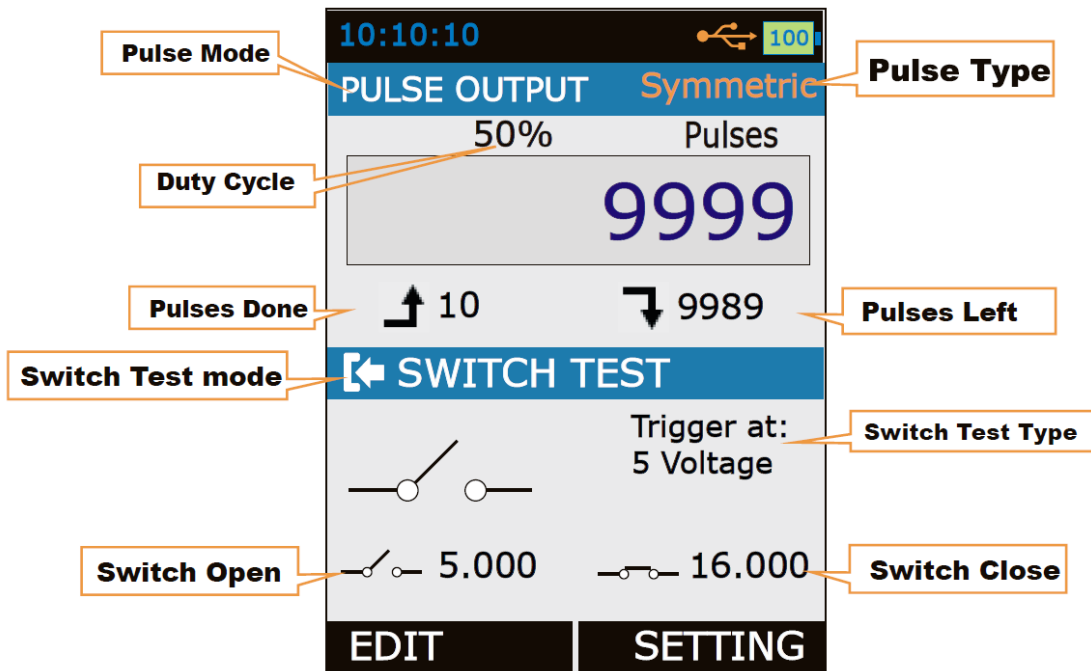 10:10:10 100
Pulse Mode
PULSE OUTPUT Symmetric
Pulse Type
50% Pulses
Duty Cycle
9999
Pulses Done
10 9989
Pulses Left
Switch Test mode
SWITCH TEST
Trigger at:
5 Voltage
Switch Test Type
Switch Open
5.000 16.000
Switch Close
EDIT SETTING